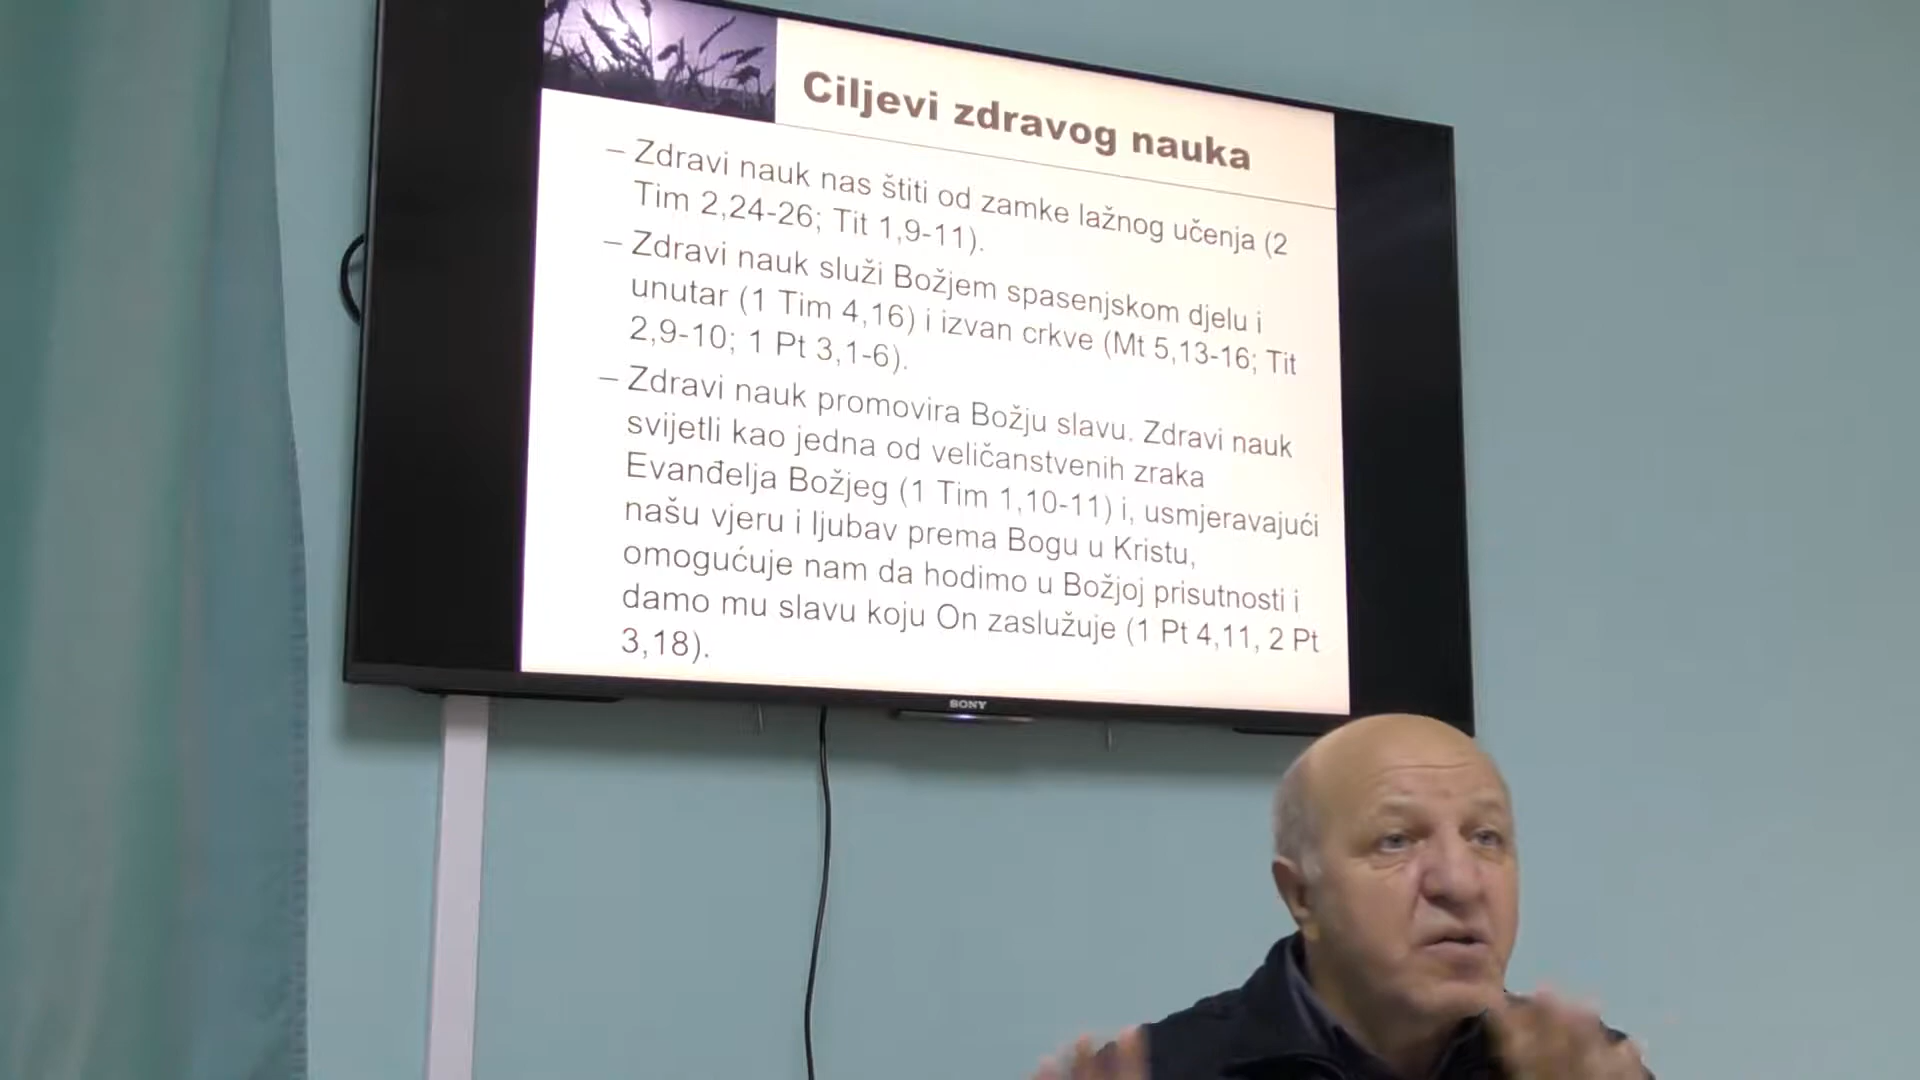 Ciljevi zdravog nauka
– Zdravi nauk nas štiti od zamke lažnog učenja (2
Tim 2,24-26; Tit 1,9-11).
– Zdravi nauk služi Božjem spasenjskom djelu i
unutar (1 Tim 4,16) i izvan crkve (Mt 5,13-16; Tit
2,9-10; 1 Pt 3,1-6).
– Zdravi nauk promovira Božju slavu. Zdravi nauk
svijetli kao jedna od veličanstvenih zraka
Evanđelja Božjeg (1 Tim 1,10-11) i, usmjeravajući
našu vjeru i ljubav prema Bogu u Kristu,
omogućuje nam da hodimo u Božjoj prisutnosti i
damo mu slavu koju On zaslužuje (1 Pt 4,11, 2 Pt
3,18).
SONY